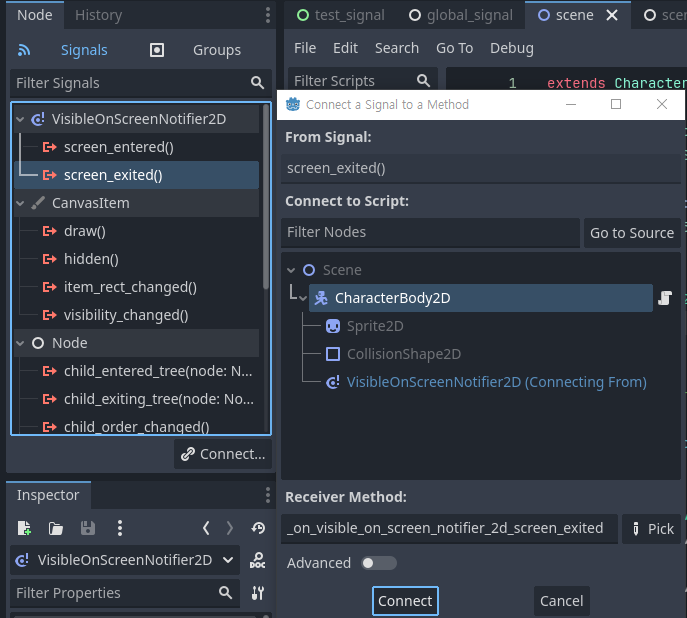 Node History
Signals Groups
Filter Signals
VisibleOnScreenNotifier2D
screen_entered()
screen_exited()
CanvasItem
draw()
hidden()
item_rect_changed()
visibility_changed()
Node
child_entered_tree(node: N...
child_exiting_tree(node: No...
child_order_changed()
Connect...
Inspector
DOC
VisibleOnScreenNotifier2D
Filter Properties
test_signal global_signal scene
File Edit Search Go To Debug
Filter Scripts
1 extends Character
Connect a Signal to a Method
From Signal:
screen_exited()
Connect to Script:
Filter Nodes Go to Source
Scene
CharacterBody2D
Sprite2D
CollisionShape2D
VisibleOnScreenNotifier2D (Connecting From)
Receiver Method:
_on_visible_on_screen_notifier_2d_screen_exited Pick
Advanced
Connect Cancel